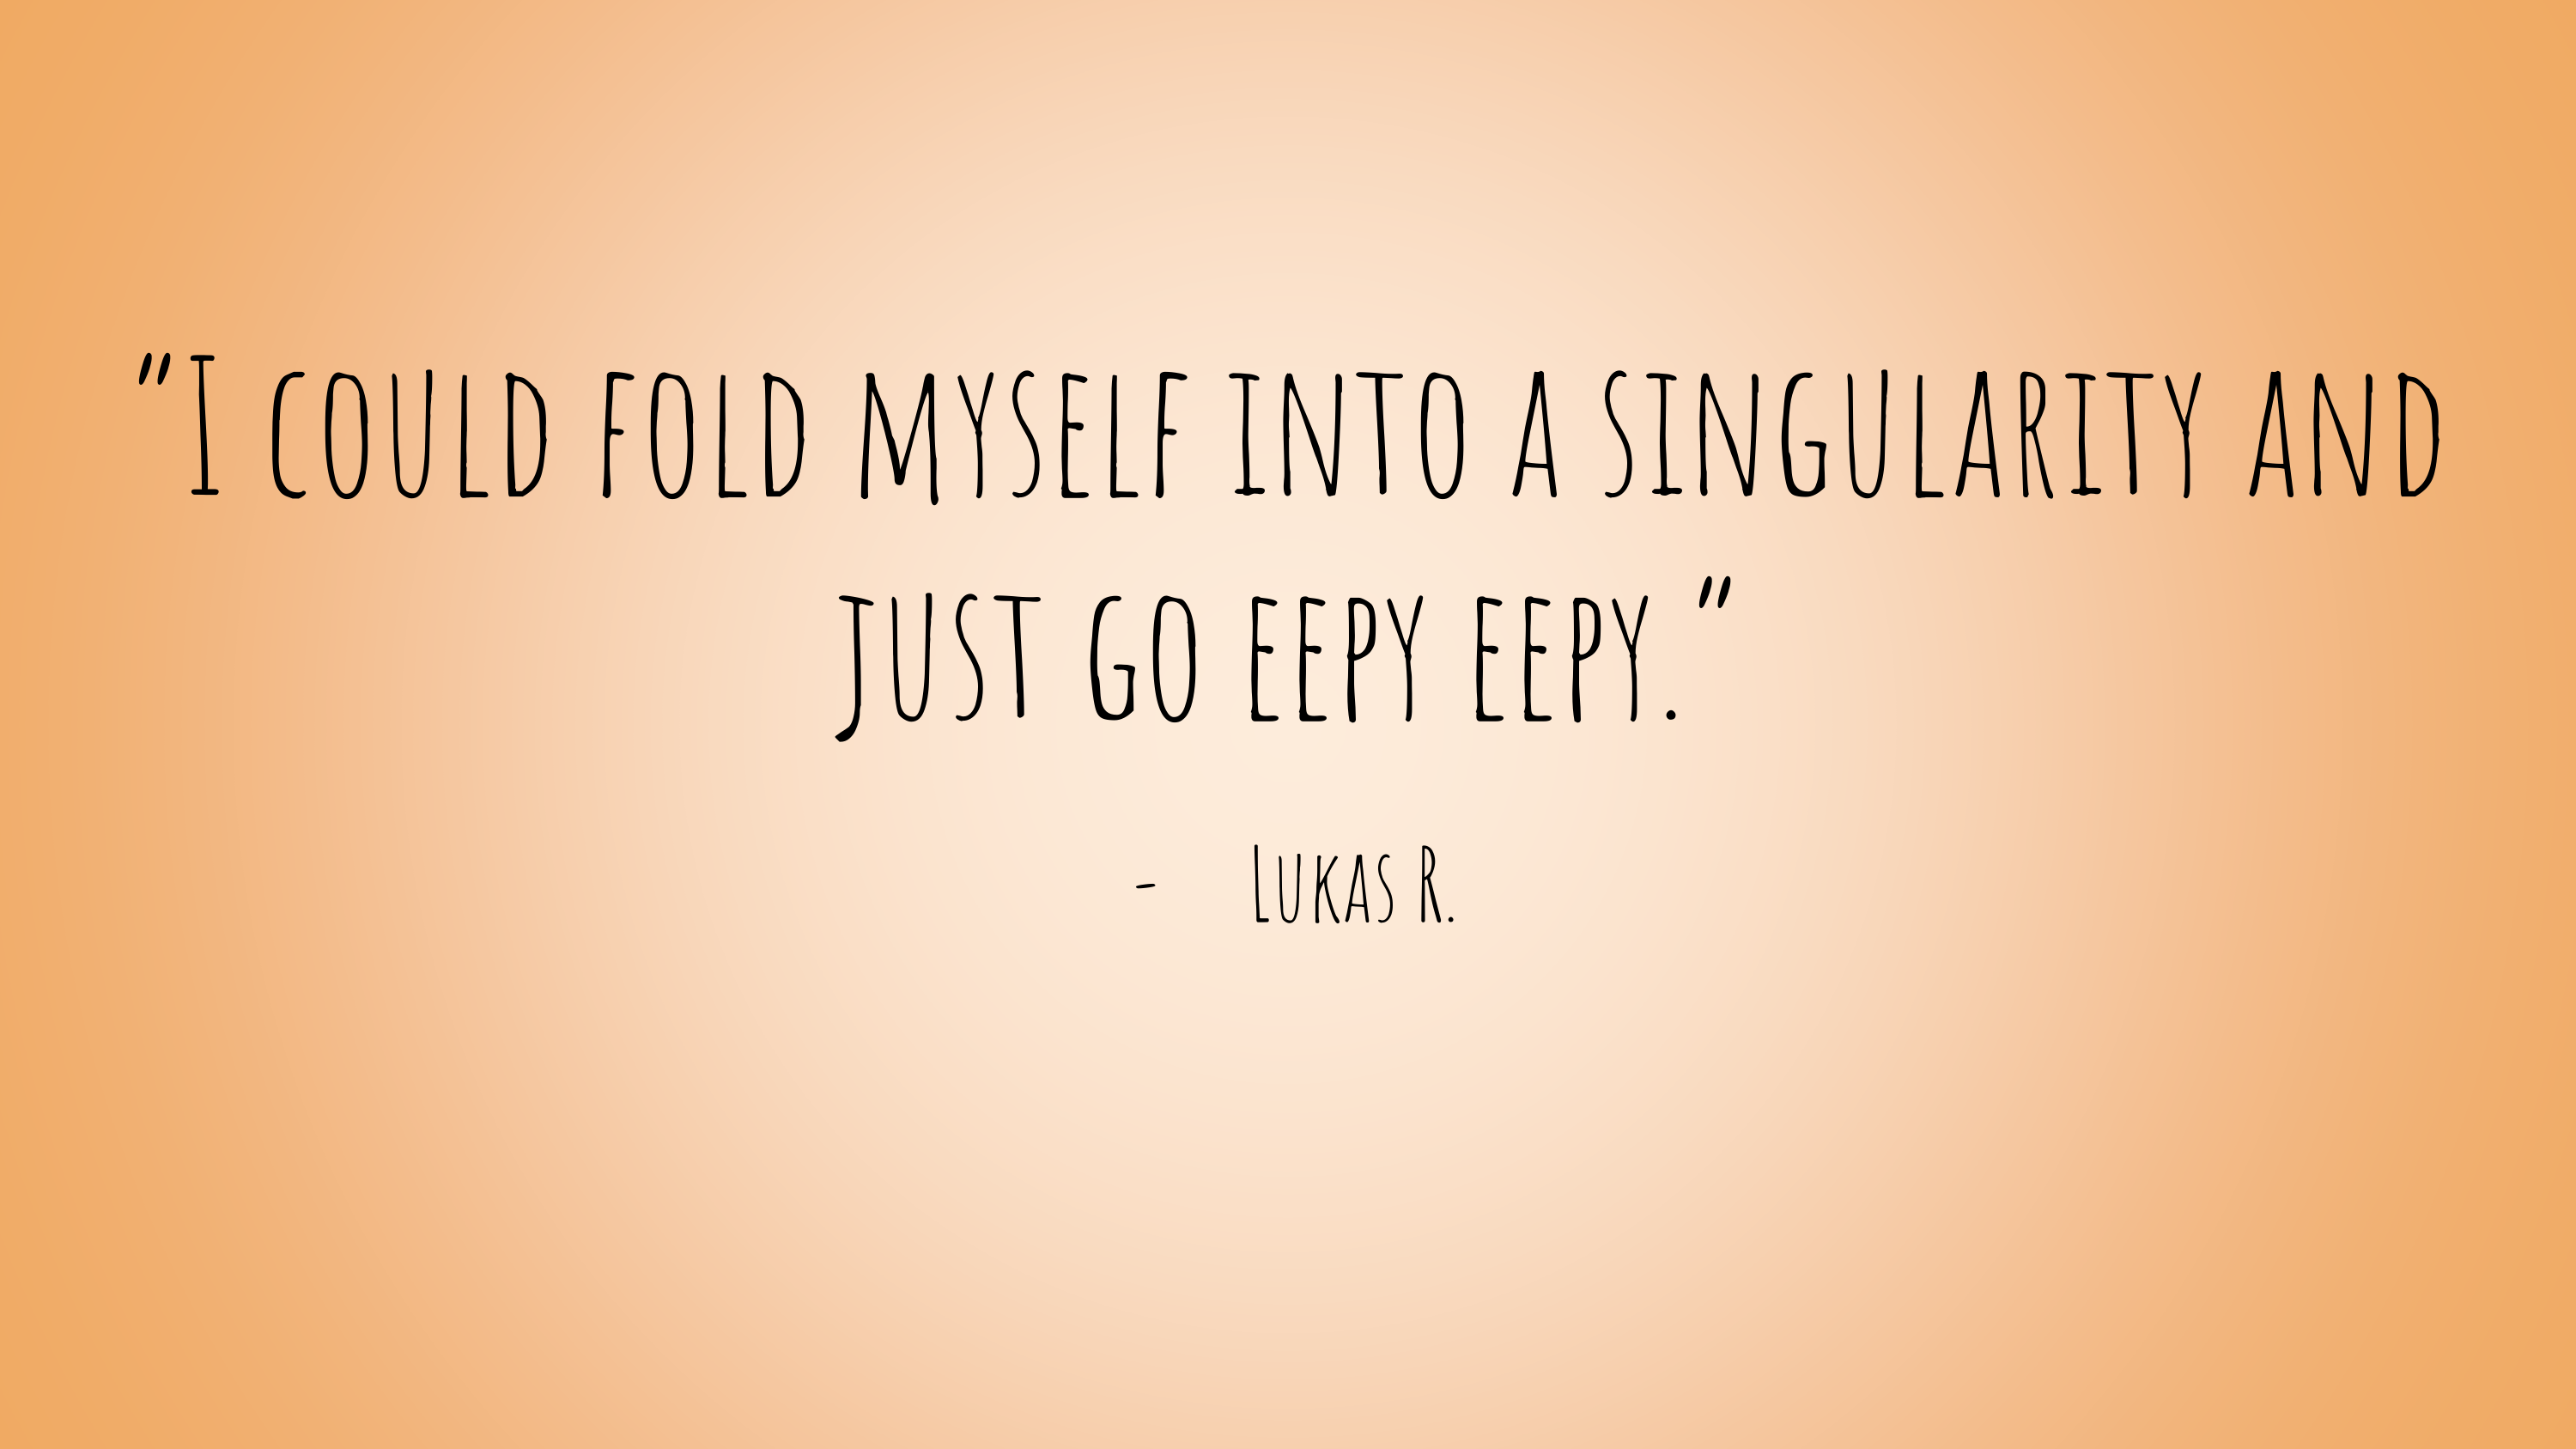 ”I could fold myself into a singularity and
just go eepy eepy.”
- Lukas R.